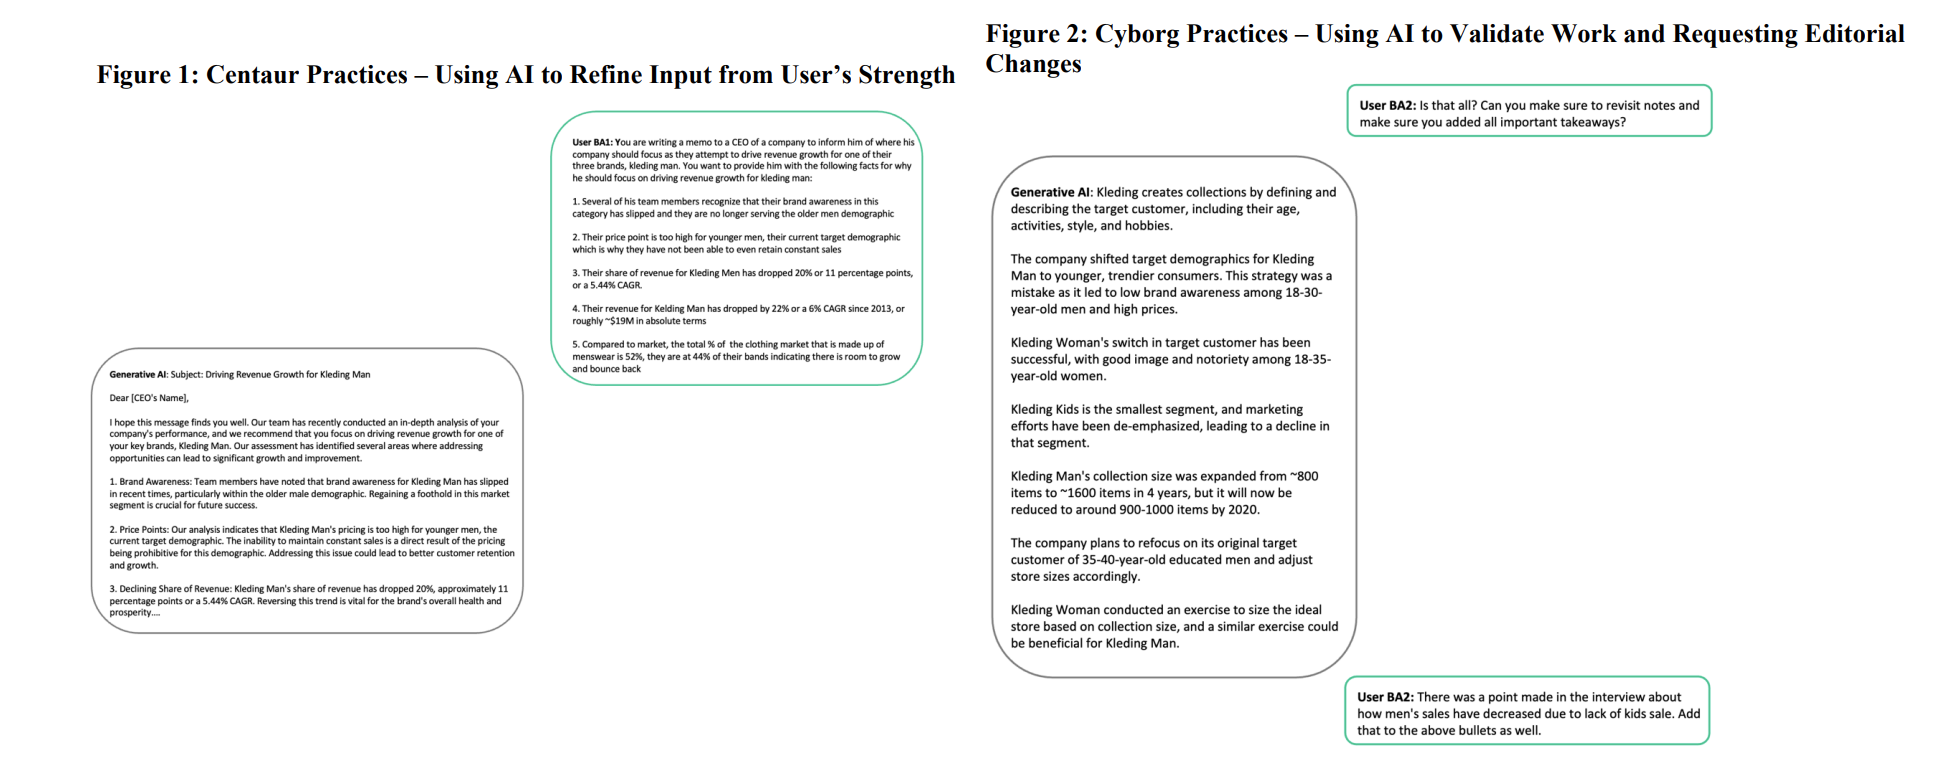 Figure 1: Centaur Practices – Using AI to Refine Input from User's Strength
User BA1: You are writing a memo to a CEO of a company to inform him of where his
company should focus as they attempt to drive revenue growth for one of their
three brands, kleding man. You want to provide him with the following facts for why
he should focus on driving revenue growth for kleding man:
1. Several of his team members recognize that their brand awareness in this
category has slipped and they are no longer serving the older men demographic
2. Their price point is too high for younger men, their current target demographic
which is why they have not been able to even retain constant sales
3. Their share of revenue for Kleding Men has dropped 20% or 11 percentage points,
or a 5.44% CAGR.
4. Their revenue for Kelding Man has dropped by 22% or a 6% CAGR since 2013, or
roughly ~$19M in absolute terms
5. Compared to market, the total % of the clothing market that is made up of
menswear is 52%, they are at 44% of their bands indicating there is room to grow
and bounce back
Generative AI: Subject: Driving Revenue Growth for Kleding Man
Dear [CEO's Name],
I hope this message finds you well. Our team has recently conducted an in-depth analysis of your
company's performance, and we recommend that you focus on driving revenue growth for one of
your key brands, Kleding Man. Our assessment has identified several areas where addressing
opportunities can lead to significant growth and improvement.
1. Brand Awareness: Team members have noted that brand awareness for Kleding Man has slipped
in recent times, particularly within the older male demographic. Regaining a foothold in this market
segment is crucial for future success.
2. Price Points: Our analysis indicates that Kleding Man's pricing is too high for younger men, the
current target demographic. The inability to maintain constant sales is a direct result of the pricing
being prohibitive for this demographic. Addressing this issue could lead to better customer retention
and growth.
3. Declining Share of Revenue: Kleding Man's share of revenue has dropped 20%, approximately 11
percentage points or a 5.44% CAGR. Reversing this trend is vital for the brand's overall health and
prosperity....
Figure 2: Cyborg Practices – Using AI to Validate Work and Requesting Editorial
Changes
User BA2: Is that all? Can you make sure to revisit notes and
make sure you added all important takeaways?
Generative AI: Kleding creates collections by defining and
describing the target customer, including their age,
activities, style, and hobbies.
The company shifted target demographics for Kleding
Man to younger, trendier consumers. This strategy was a
mistake as it led to low brand awareness among 18-30-
year-old men and high prices.
Kleding Woman's switch in target customer has been
successful, with good image and notoriety among 18-35-
year-old women.
Kleding Kids is the smallest segment, and marketing
efforts have been de-emphasized, leading to a decline in
that segment.
Kleding Man's collection size was expanded from ~800
items to ~1600 items in 4 years, but it will now be
reduced to around 900-1000 items by 2020.
The company plans to refocus on its original target
customer of 35-40-year-old educated men and adjust
store sizes accordingly.
Kleding Woman conducted an exercise to size the ideal
store based on collection size, and a similar exercise could
be beneficial for Kleding Man.
User BA2: There was a point made in the interview about
how men's sales have decreased due to lack of kids sale. Add
that to the above bullets as well.